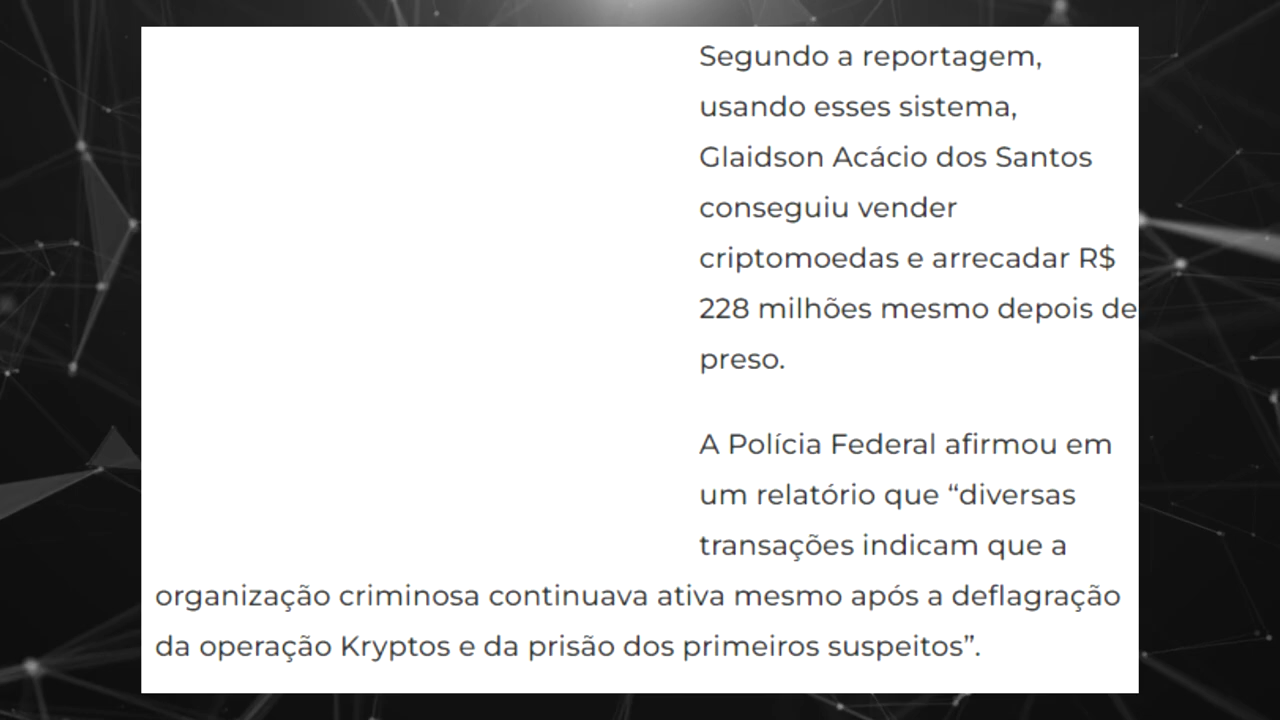 Segundo a reportagem,
usando esses sistema,
Glaidson Acácio dos Santos
conseguiu vender
criptomoedas e arrecadar R$
228 milhões mesmo depois de
preso.
A Polícia Federal afirmou em
um relatório que “diversas
transações indicam que a
organização criminosa continuava ativa mesmo após a deflagração
da operação Kryptos e da prisão dos primeiros suspeitos”.